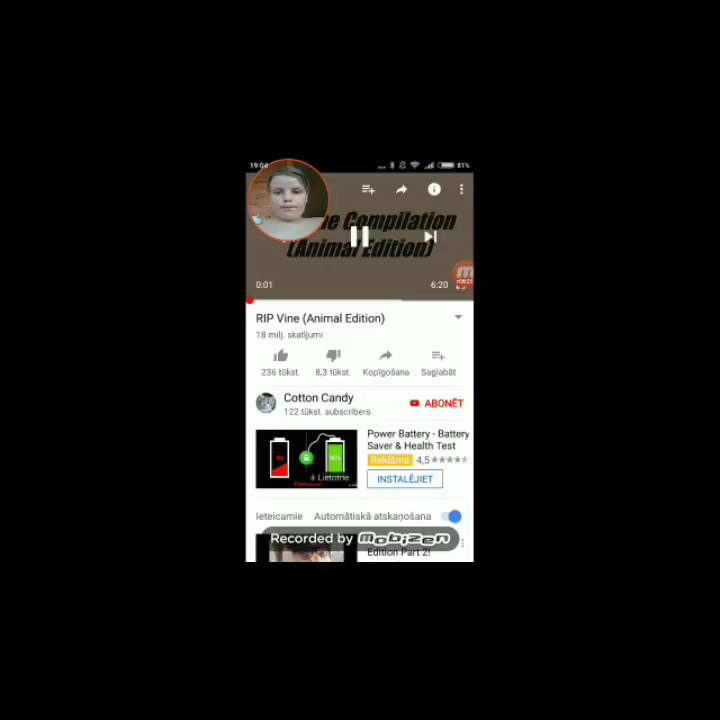 19:04
81%
ne Compilation
(Animal Edition)
0:01
6:20
RIP Vine (Animal Edition)
18 milj. skatījumi
236 tūkst.
8,3 tūkst.
Kopīgošana
Saglabāt
Cotton Candy
122 tūkst. subscribers
ABONĒT
Power Battery - Battery
Saver & Health Test
Reklāma 4,5
Lietotne
INSTALĒJIET
Ieteicamie
Automātiskā atskaņošana
Recorded by Mobizen
Edition Part 2!